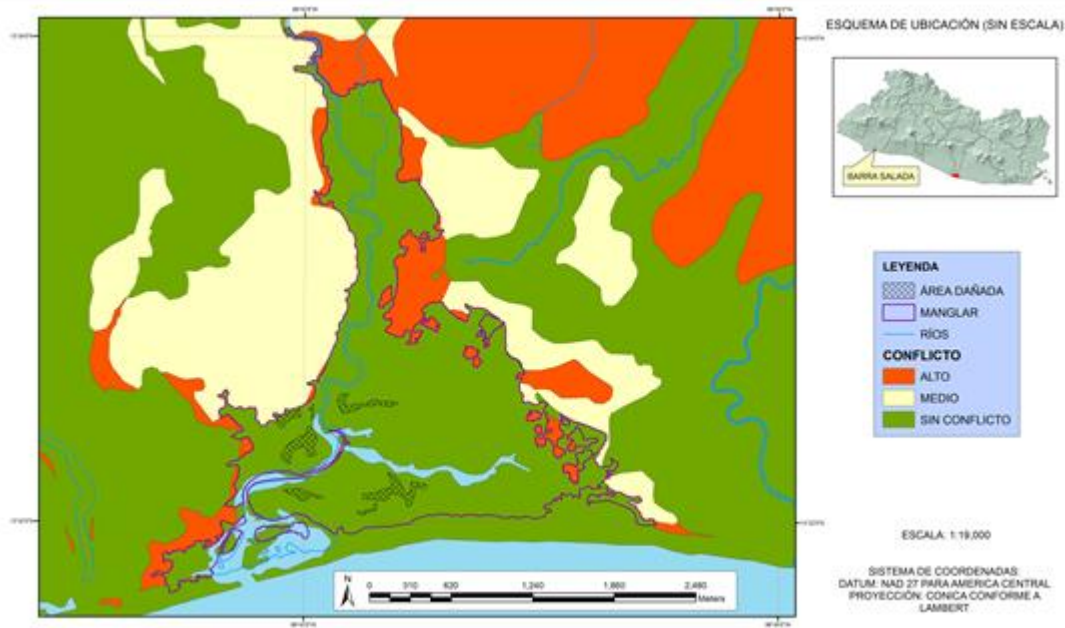 ESQUEMA DE UBICACIÓN (SIN ESCALA)
BARRA SALADA
LEYENDA
ÁREA DAÑADA
MANGLAR
RÍOS
CONFLICTO
ALTO
MEDIO
SIN CONFLICTO
N
0 310 620 1,240 1,860 2,480
Meters
ESCALA: 1:19,000
SISTEMA DE COORDENADAS:
DATUM: NAD 27 PARA AMERICA CENTRAL
PROYECCIÓN: CONICA CONFORME A
LAMBERT